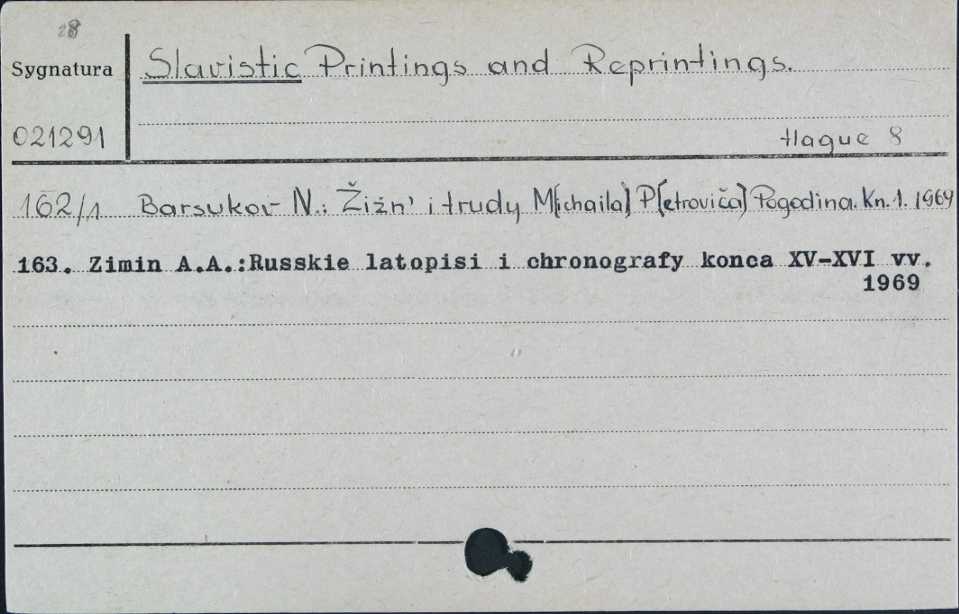 28
Sygnatura Slavistic Printings and Reprintings.
021291 Hague 8
162/1 Barsukov N.: Žizn' i trudy M[ichaila] P[etroviča] Pogodina. Kn. 1. 1969
163. Zimin A.A.:Russkie latopisi i chronografy konca XV-XVI vv.
1969